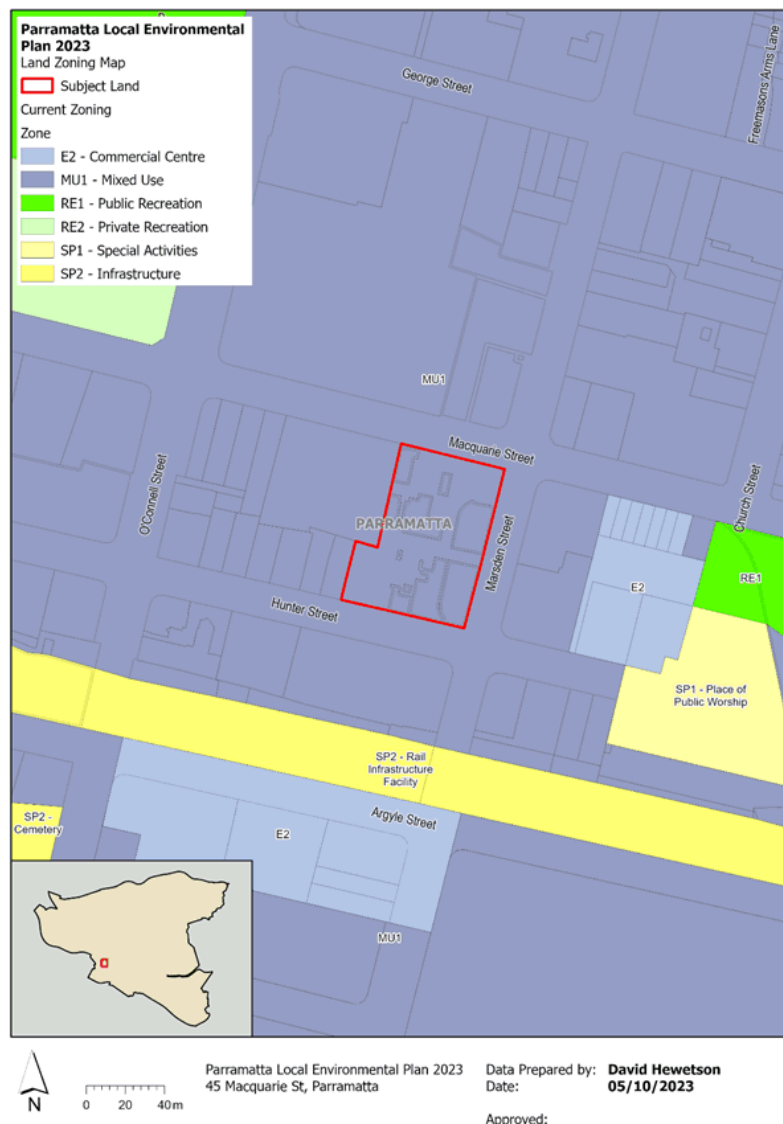 Parramatta Local Environmental
Plan 2023
Land Zoning Map
Subject Land
Current Zoning
Zone
E2 - Commercial Centre
MU1 - Mixed Use
RE1 - Public Recreation
RE2 - Private Recreation
SP1 - Special Activities
SP2 - Infrastructure
George Street
Freemasons Arms Lane
MU1
Macquarie Street
O'Connell Street
PARRAMATTA
Marsden Street
Church Street
E2
RE1
Hunter Street
SP1 - Place of
Public Worship
SP2 - Rail
Infrastructure
Facility
Argyle Street
SP2 -
Cemetery
E2
MU1
N
0 20 40m
Parramatta Local Environmental Plan 2023
45 Macquarie St, Parramatta
Data Prepared by: David Hewetson
Date: 05/10/2023
Approved: